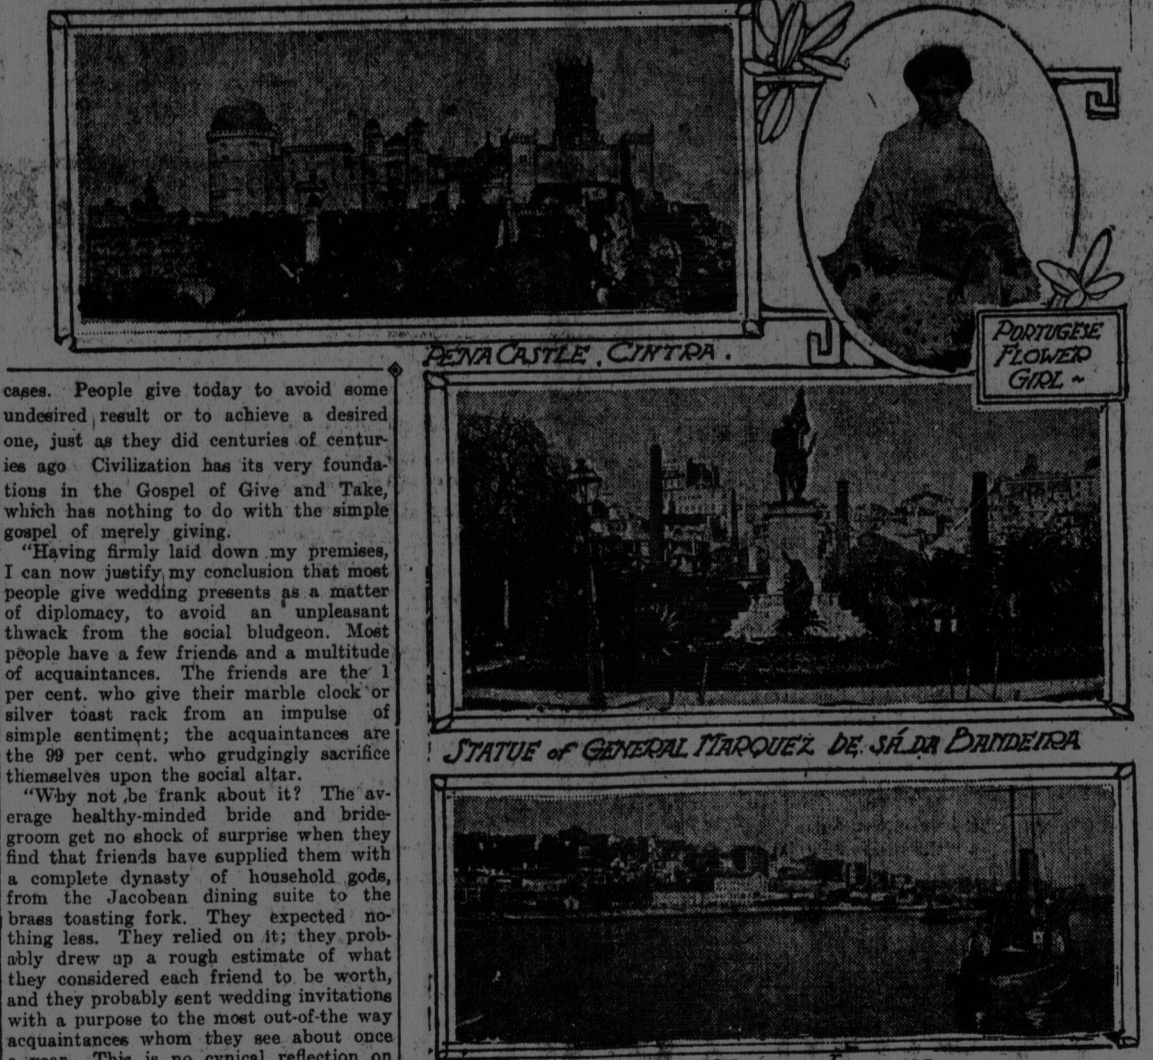 PENA CASTLE, CINTRA.
PORTUGESE
FLOWER
GIRL~
cases. People give today to avoid some
undesired result or to achieve a desired
one, just as they did centuries of centur-
ies ago Civilization has its very founda-
tions in the Gospel of Give and Take,
which has nothing to do with the simple
gospel of merely giving.
"Having firmly laid down my premises,
I can now justify my conclusion that most
people give wedding presents as a matter
of diplomacy, to avoid an unpleasant
thwack from the social bludgeon. Most
people have a few friends and a multitude
of acquaintances. The friends are the 1
per cent. who give their marble clock or
silver toast rack from an impulse of
simple sentiment; the acquaintances are
the 99 per cent. who grudgingly sacrifice
themselves upon the social altar.
"Why not be frank about it? The av-
erage healthy-minded bride and bride-
groom get no shock of surprise when they
find that friends have supplied them with
a complete dynasty of household gods,
from the Jacobean dining suite to the
brass toasting fork. They expected no-
thing less. They relied on it; they prob-
ably drew up a rough estimate of what
they considered each friend to be worth,
and they probably sent wedding invitations
with a purpose to the most out-of-the way
acquaintances whom they see about once
a year. This is no cynical reflection on
STATUE of GENERAL MARQUEZ DE SÁ DA BANDEIRA